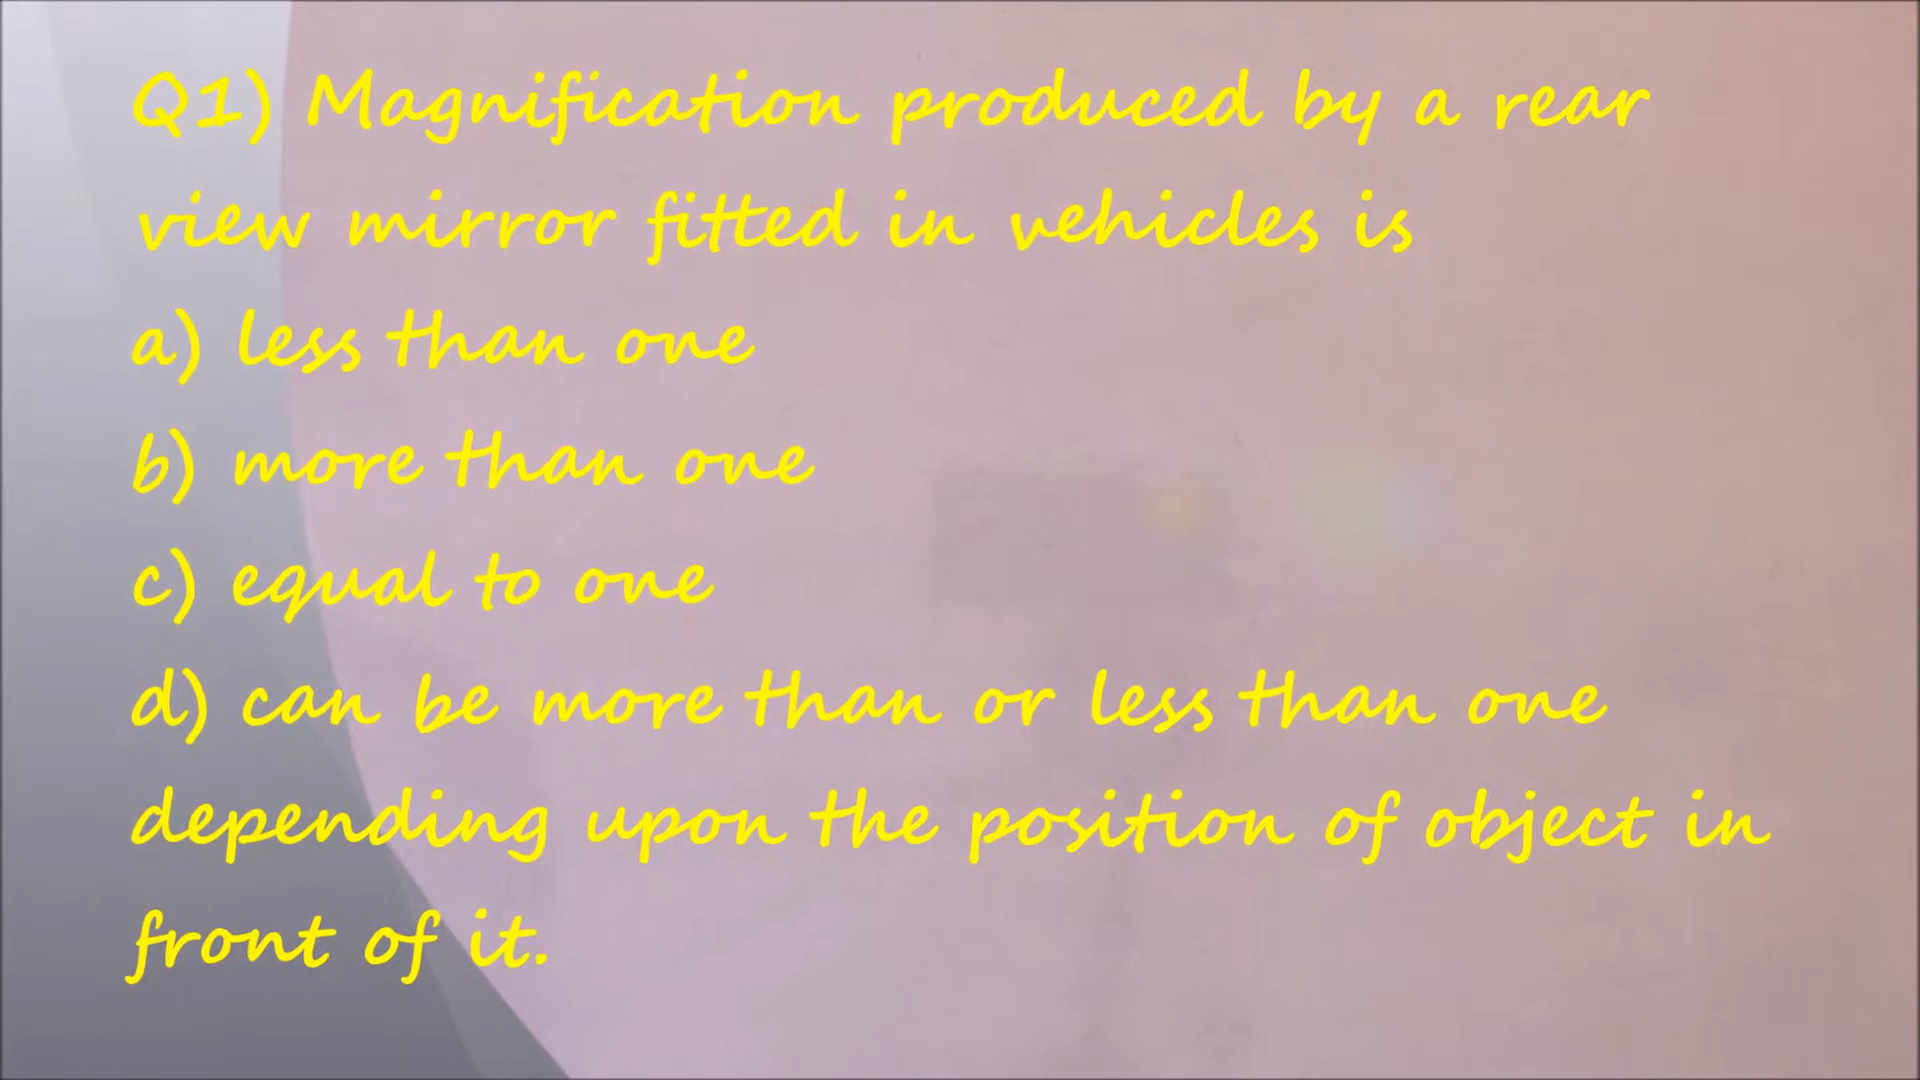 Q1) Magnification produced by a rear
view mirror fitted in vehicles is
a) less than one
b) more than one
c) equal to one
d) can be more than or less than one
depending upon the position of object in
front of it.